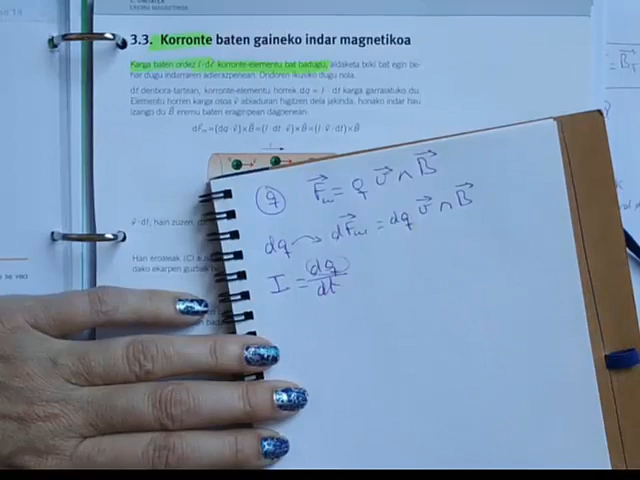 3.3. Korronte baten gaineko indar magnetikoa
Karga baten ordez I · dℓ korronte-elementu bat badugu, aldaketa txiki bat egin be-
har dugu indarraren adierazpenean. Ondoren ikusiko dugu nola.
dt denbora tartean, korronte-elementu horrek dq = I · dt karga garraiatuko du.
Elementu horren karga osoa v⃗ abiaduran higitzen dela jakinda, honako indar hau
izango du B⃗ eremu baten eraginpean dagoenean:
dF⃗m = (dq · v⃗) × B⃗ = (I · dt · v⃗) × B⃗ = (I · v⃗ · dt) × B⃗
I
q F⃗m = q v⃗ ∧ B⃗
dq → dF⃗m = dq v⃗ ∧ B⃗
I = dq/dt
v⃗ · dt, hain zuzen,
Han eroaleak (C)
dako ekarpen guztiak